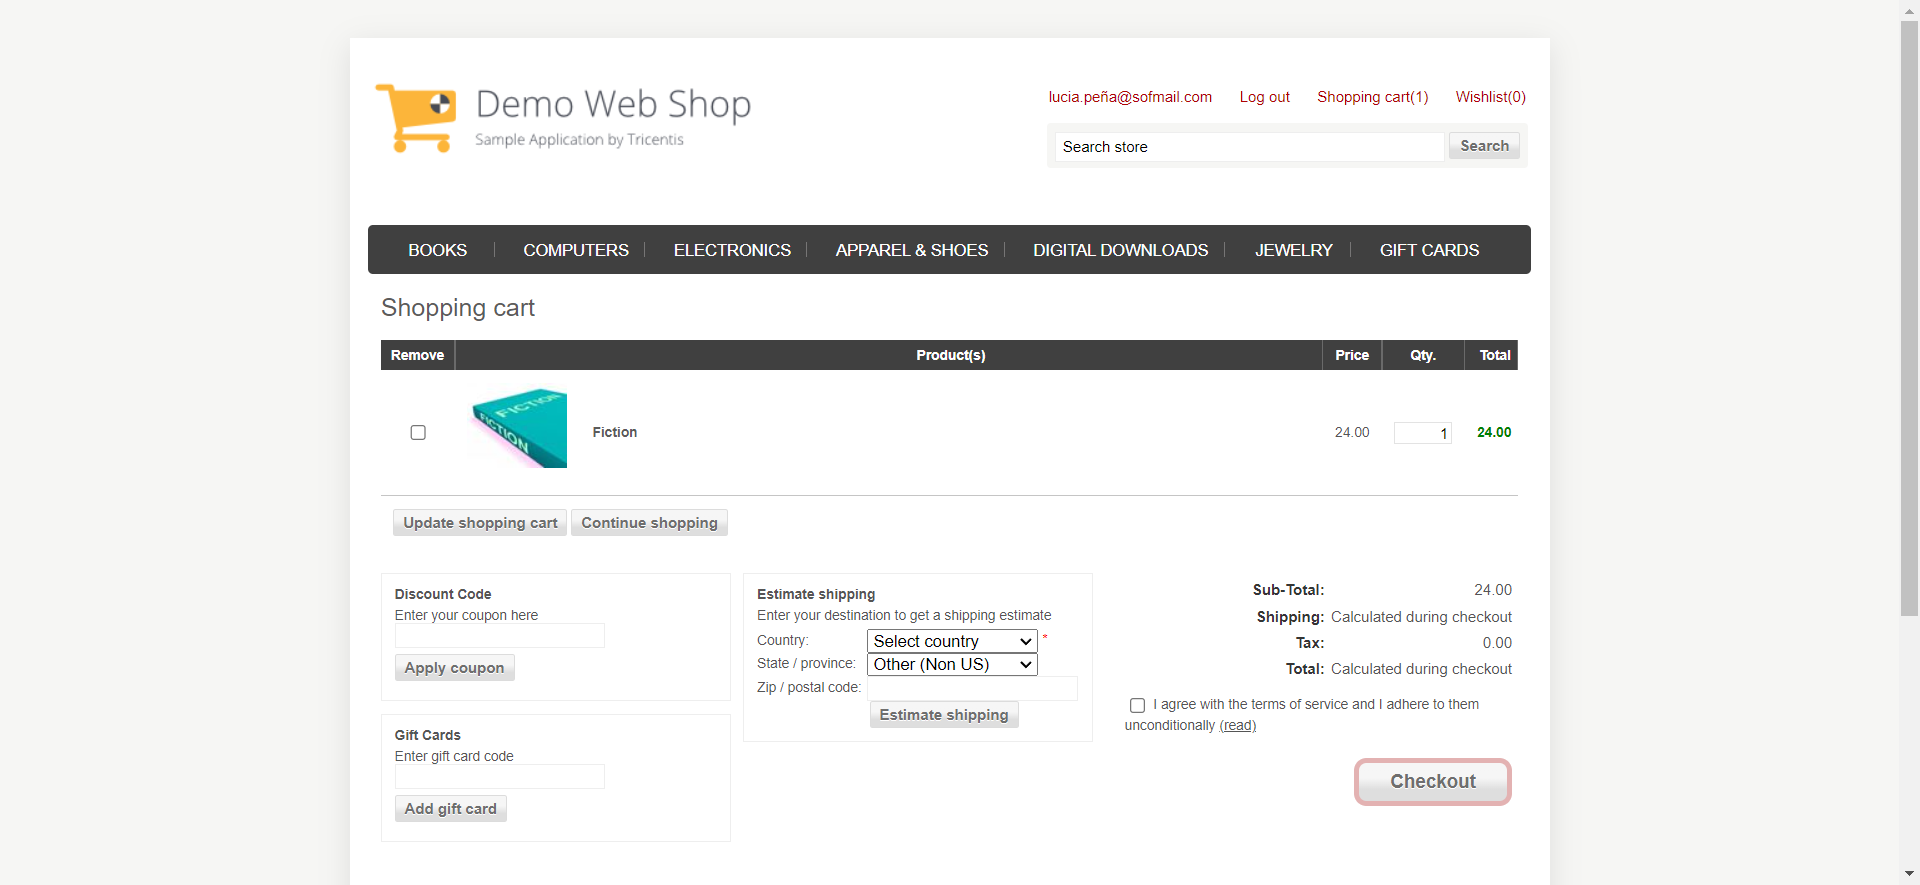 Demo Web Shop
Sample Application by Tricentis
lucia.peña@sofmail.com Log out Shopping cart(1) Wishlist(0)
Search store Search
BOOKS COMPUTERS ELECTRONICS APPAREL & SHOES DIGITAL DOWNLOADS JEWELRY GIFT CARDS
Shopping cart
Remove Product(s) Price Qty. Total
FICTION
FICTION
Fiction 24.00 1 24.00
Update shopping cart Continue shopping
Discount Code
Enter your coupon here
Apply coupon
Gift Cards
Enter gift card code
Add gift card
Estimate shipping
Enter your destination to get a shipping estimate
Country: Select country *
State / province: Other (Non US)
Zip / postal code:
Estimate shipping
Sub-Total: 24.00
Shipping: Calculated during checkout
Tax: 0.00
Total: Calculated during checkout
I agree with the terms of service and I adhere to them
unconditionally (read)
Checkout